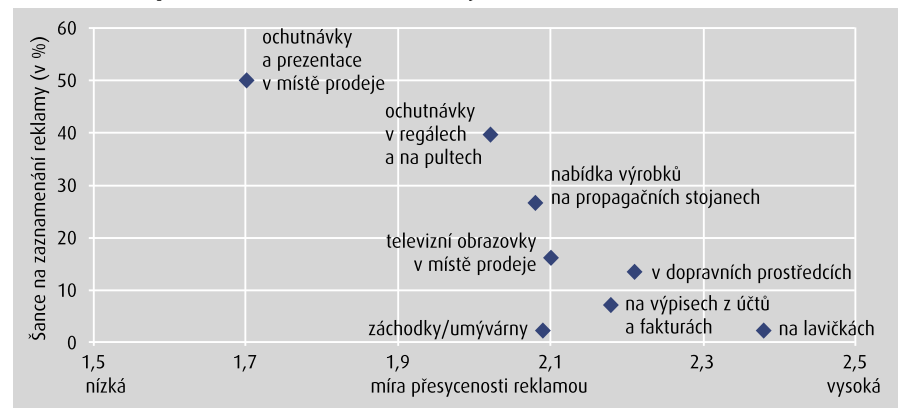 Šance na zaznamenání reklamy (v %)
60
50
40
30
20
10
0
ochutnávky
a prezentace
v místě prodeje
ochutnávky
v regálech
a na pultech
nabídka výrobků
na propagačních stojanech
televizní obrazovky
v místě prodeje
v dopravních prostředcích
na výpisech z účtů
a fakturách
záchodky/umývárny
na lavičkách
1,5 1,7 1,9 2,1 2,3 2,5
nízká míra přesycenosti reklamou vysoká